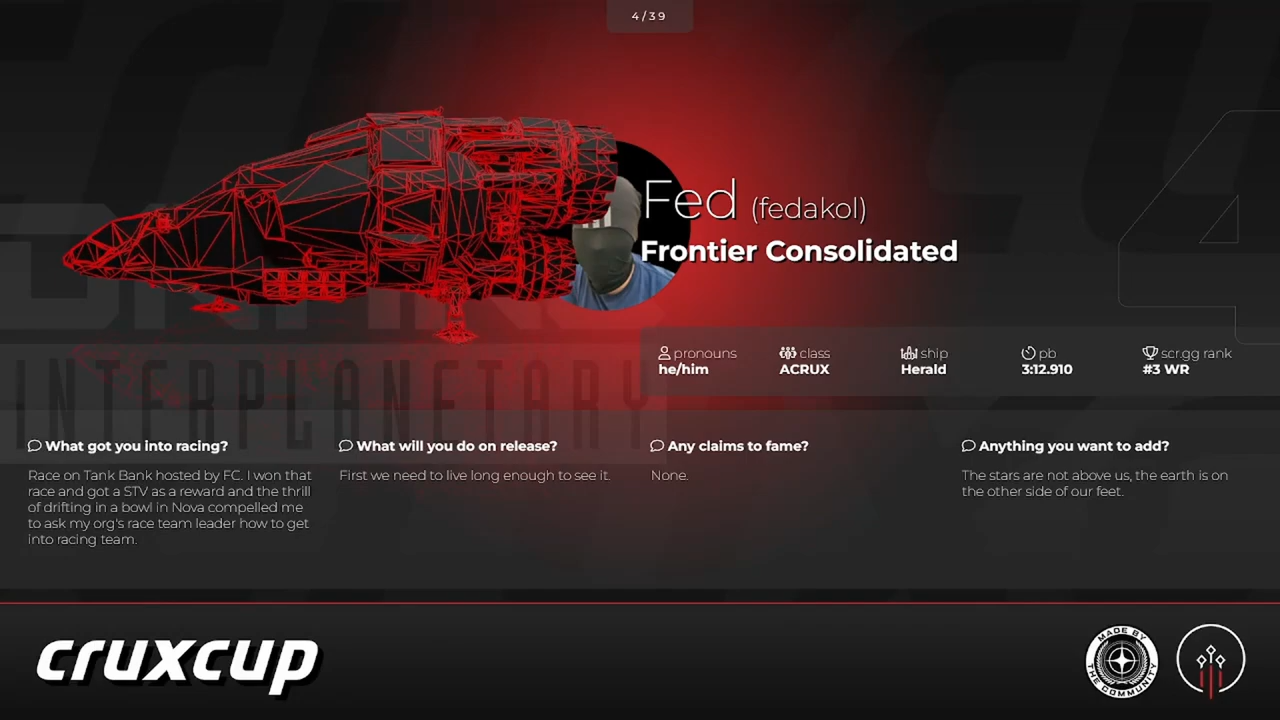 4/39
Fed (fedakol)
Frontier Consolidated
4
INTERPLANETARY
pronouns class ship pb scr.gg rank
he/him ACRUX Herald 3:12.910 #3 WR
What got you into racing?
Race on Tank Bank hosted by FC. I won that
race and got a STV as a reward and the thrill
of drifting in a bowl in Nova compelled me
to ask my org's race team leader how to get
into racing team.
What will you do on release?
First we need to live long enough to see it.
Any claims to fame?
None.
Anything you want to add?
The stars are not above us, the earth is on
the other side of our feet.
cruxcup
MADE BY
THE COMMUNITY